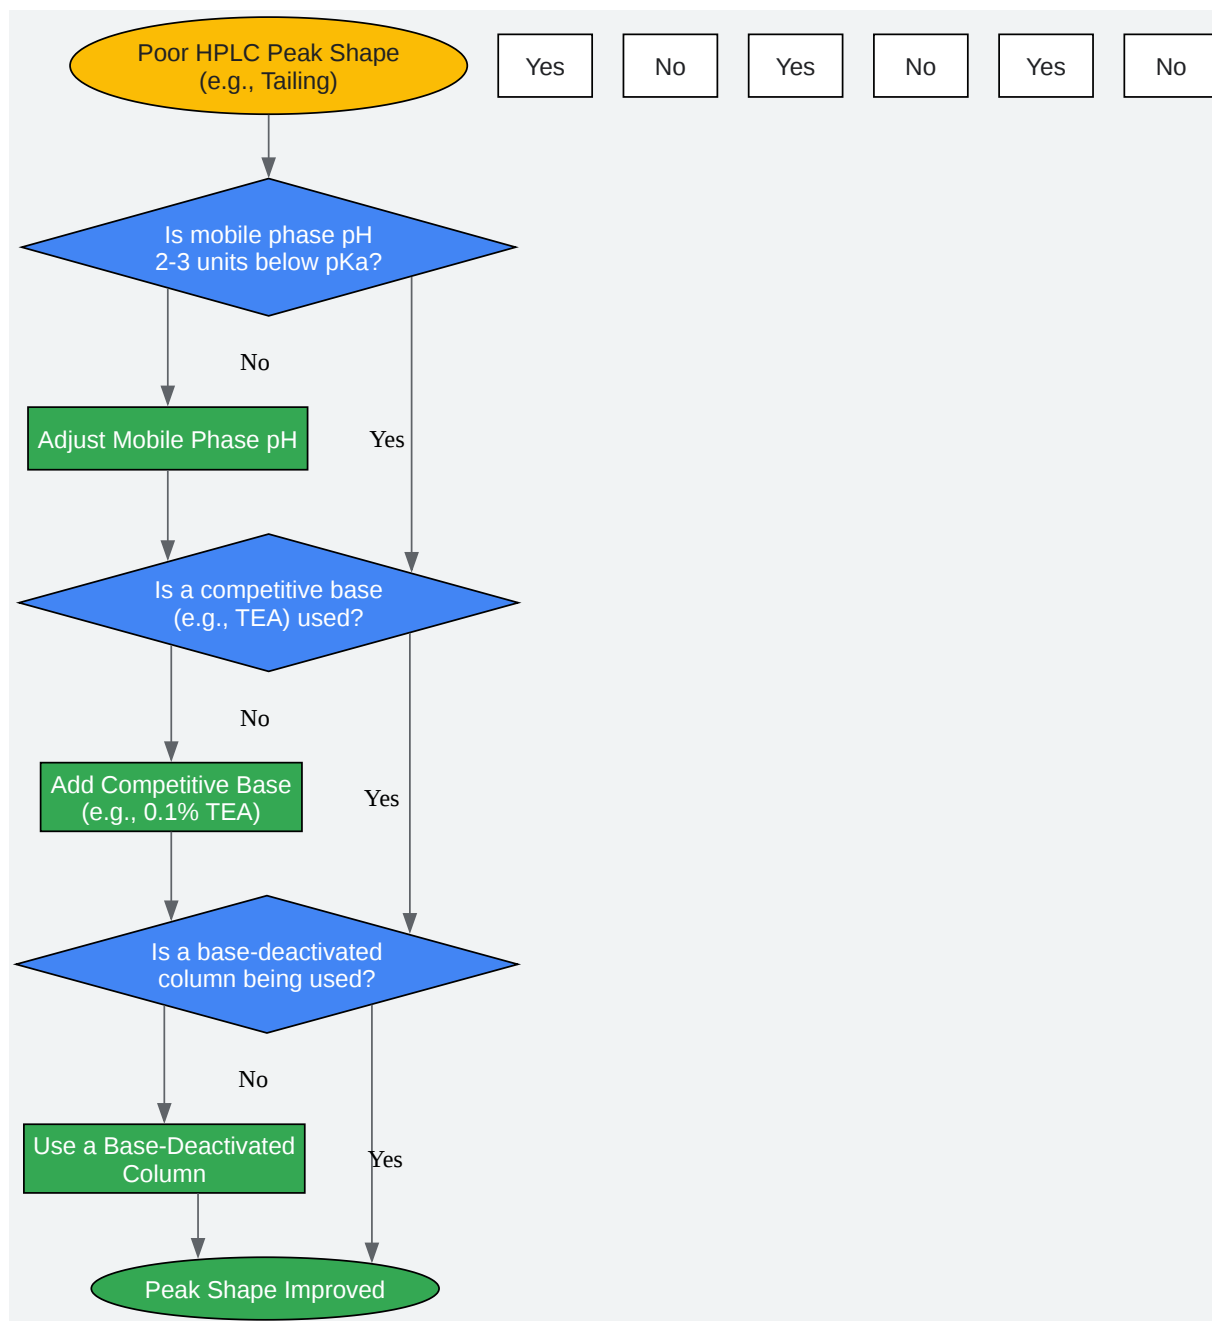 Poor HPLC Peak Shape
(e.g., Tailing)
Yes
No
Yes
No
Yes
No
Is mobile phase pH
2-3 units below pKa?
No
Adjust Mobile Phase pH
Yes
Is a competitive base
(e.g., TEA) used?
No
Add Competitive Base
(e.g., 0.1% TEA)
Yes
Is a base-deactivated
column being used?
No
Use a Base-Deactivated
Column
Yes
Peak Shape Improved